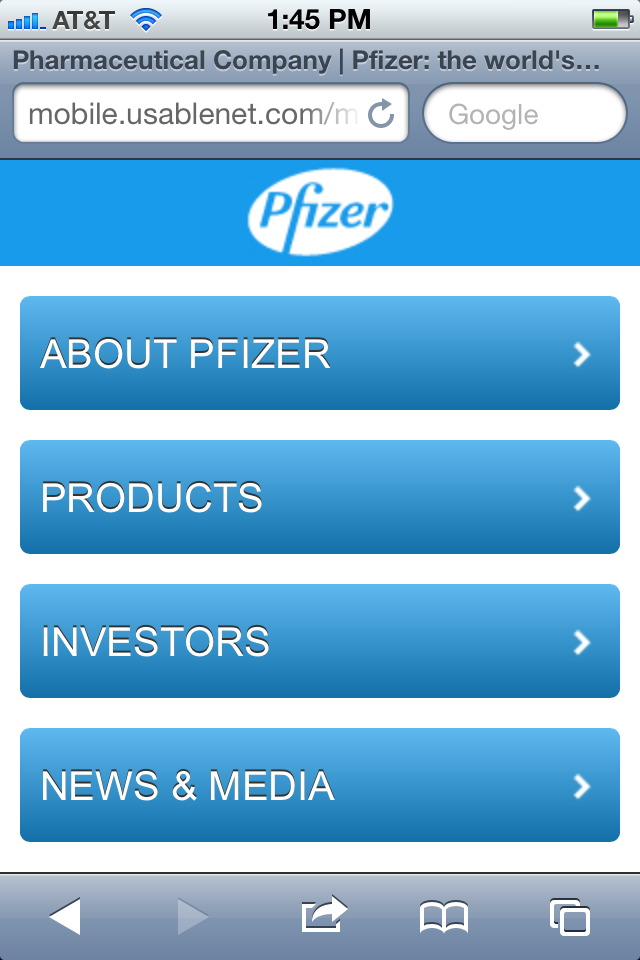 AT&T 1:45 PM
Pharmaceutical Company | Pfizer: the world's...
mobile.usablenet.com/m Google
Pfizer
ABOUT PFIZER
PRODUCTS
INVESTORS
NEWS & MEDIA